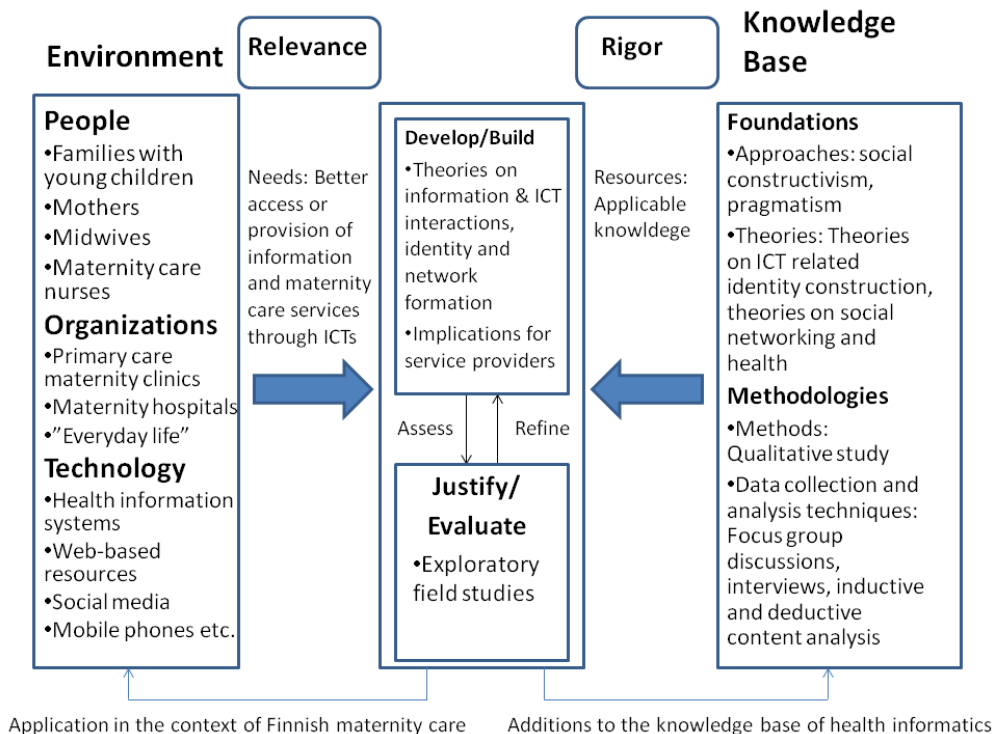 Environment
Relevance
Rigor
Knowledge
Base
People
•Families with
young children
•Mothers
•Midwives
•Maternity care
nurses
Organizations
•Primary care
maternity clinics
•Maternity hospitals
•”Everyday life”
Technology
•Health information
systems
•Web-based
resources
•Social media
•Mobile phones etc.
Needs: Better
access or
provision of
information
and maternity
care services
through ICTs
Develop/Build
•Theories on
information & ICT
interactions,
identity and
network
formation
•Implications for
service providers
Assess
Refine
Justify/
Evaluate
•Exploratory
field studies
Resources:
Applicable
knowldege
Foundations
•Approaches: social
constructivism,
pragmatism
•Theories: Theories
on ICT related
identity construction,
theories on social
networking and
health
Methodologies
•Methods:
Qualitative study
•Data collection and
analysis techniques:
Focus group
discussions,
interviews, inductive
and deductive
content analysis
Application in the context of Finnish maternity care
Additions to the knowledge base of health informatics